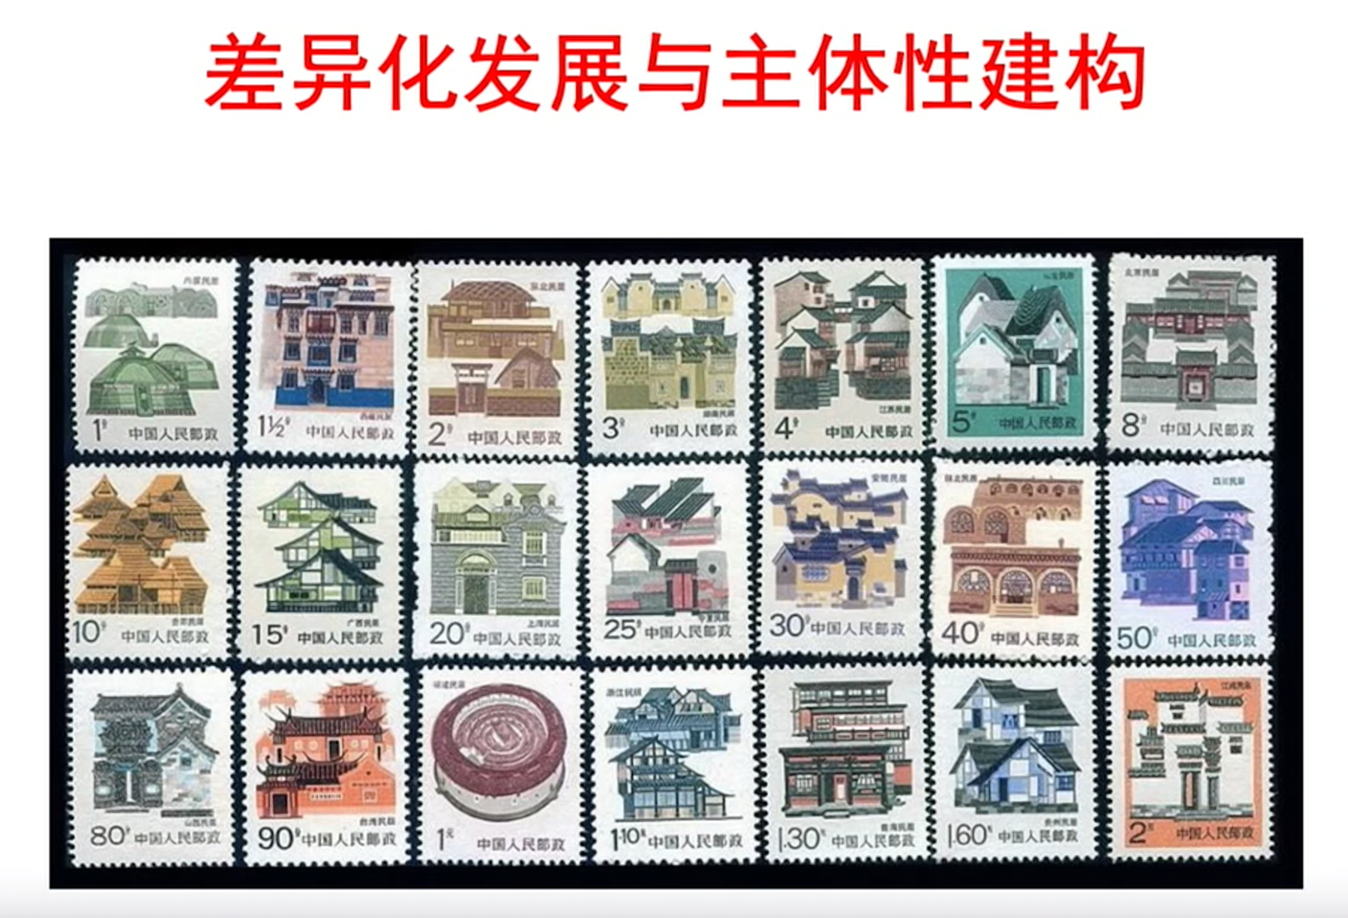 差异化发展与主体性建构
内蒙民居
1分 中国人民邮政
西藏民居
1½分 中国人民邮政
东北民居
2分 中国人民邮政
湖南民居
3分 中国人民邮政
江苏民居
4分 中国人民邮政
5分 中国人民邮政
北京民居
8分 中国人民邮政
云南民居
10分 中国人民邮政
广西民居
15分 中国人民邮政
上海民居
20分 中国人民邮政
宁夏民居
25分 中国人民邮政
安徽民居
30分 中国人民邮政
陕北民居
40分 中国人民邮政
四川民居
50分 中国人民邮政
山西民居
80分 中国人民邮政
台湾民居
90分 中国人民邮政
福建民居
1元 中国人民邮政
浙江民居
1·10元 中国人民邮政
青海民居
1.30元 中国人民邮政
贵州民居
1.60元 中国人民邮政
江西民居
2元 中国人民邮政